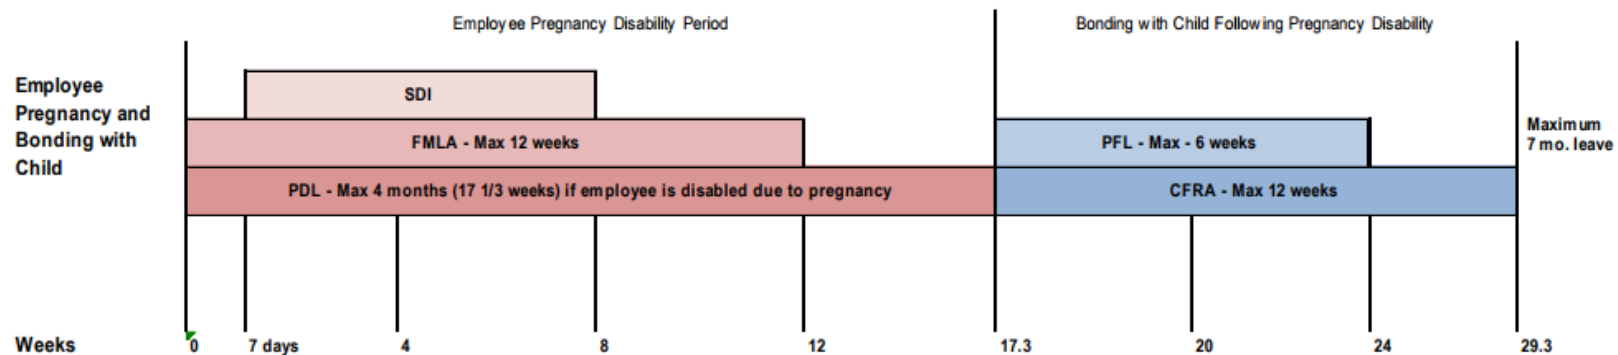 Employee Pregnancy Disability Period
Bonding with Child Following Pregnancy Disability
Employee
Pregnancy and
Bonding with
Child
SDI
FMLA - Max 12 weeks
PFL - Max - 6 weeks
Maximum
7 mo. leave
PDL - Max 4 months (17 1/3 weeks) if employee is disabled due to pregnancy
CFRA - Max 12 weeks
Weeks
0
7 days
4
8
12
17.3
20
24
29.3